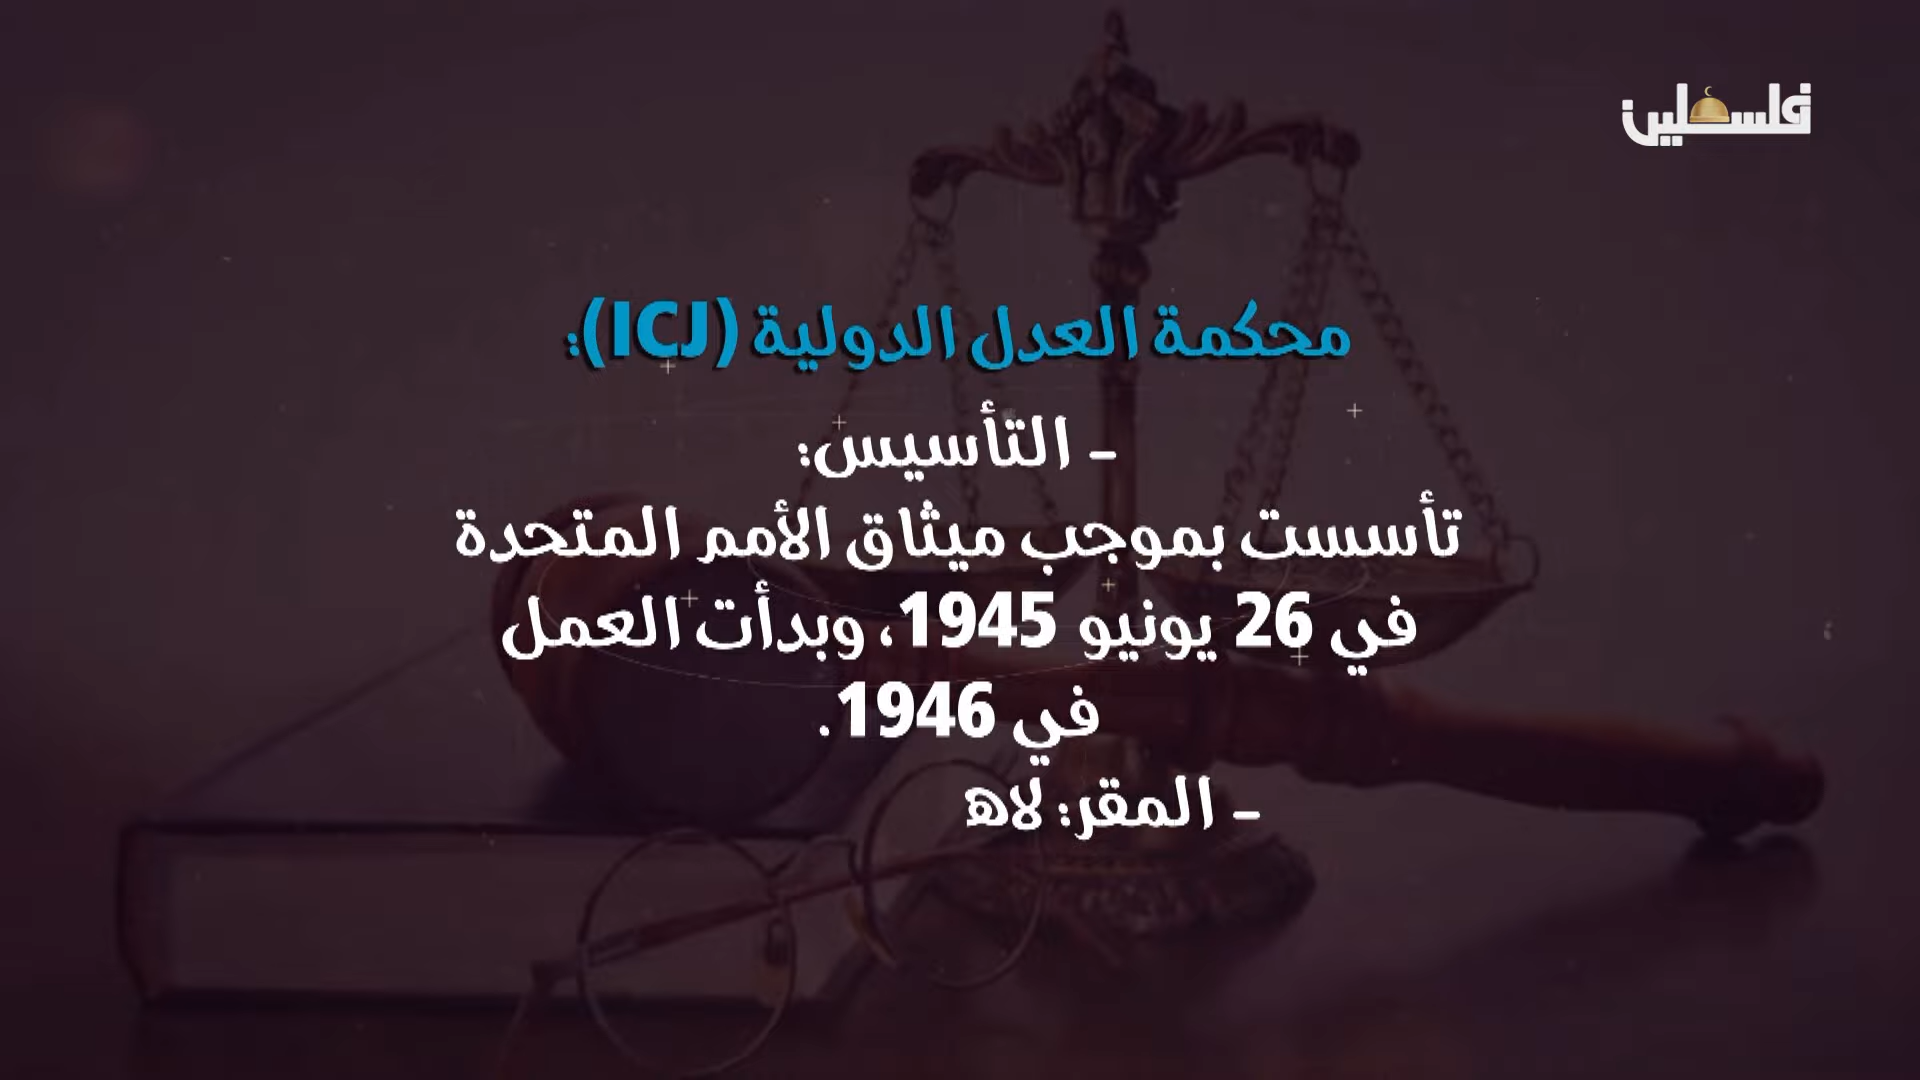 فلسطين
محكمة العدل الدولية (ICJ):
– التأسيس:
تأسست بموجب ميثاق الأمم المتحدة
في 26 يونيو 1945، وبدأت العمل
في 1946.
– المقر: لاه